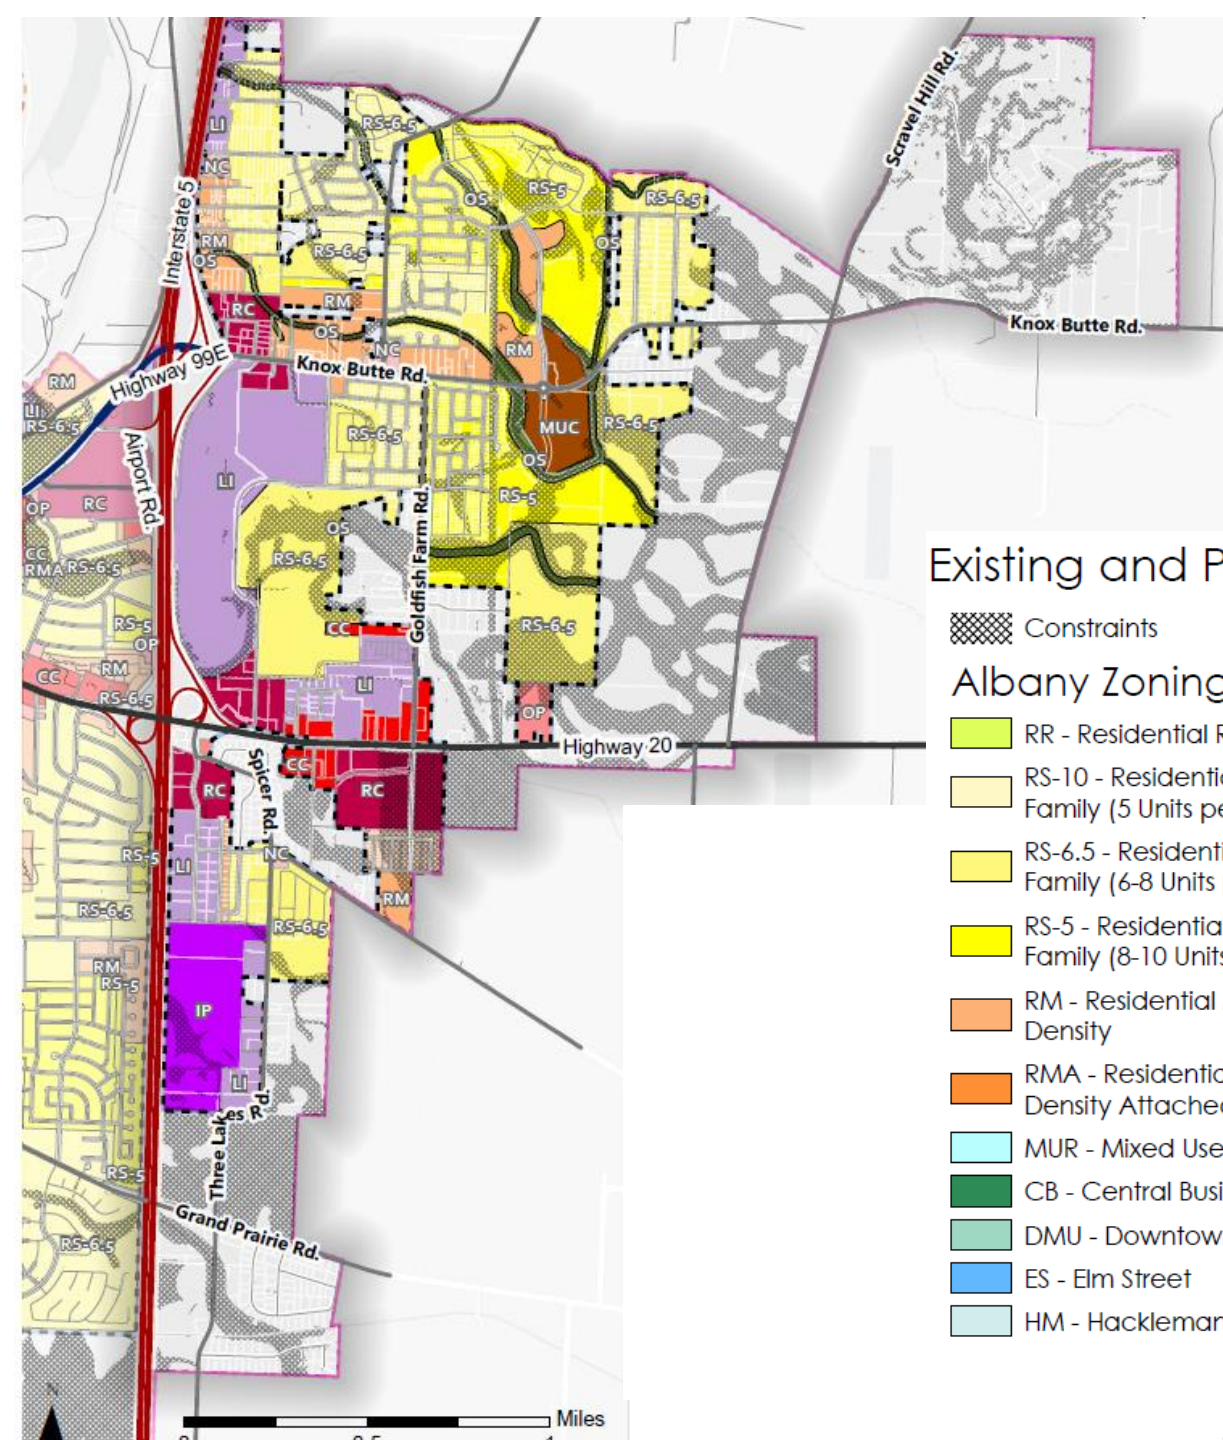 Scravel Hill Rd.
RS-6.5
LI
NC
RS-5
OS
RS-6.5
Interstate 5
RM
RS-6.5
OS
OS
RC
RM
OS
NC
RM
Knox Butte Rd.
Highway 99E
Knox Butte Rd.
RM
LI
RS-6.5
Airport Rd.
RS-6.5
MUC
RS-6.5
OS
LI
RS-5
OP
RC
OS
Goldfish Farm Rd.
CC
RMA
RS-6.5
RS-6.5
RS-5
OP
CC
RS-6.5
RM
CC
RS-6.5
LI
OP
Highway 20
Spicer Rd.
CC
RC
RC
RS-5
LI
NC
RM
RS-6.5
RS-6.5
RM
RS-5
IP
LI
Three Lakes Rd.
RS-5
Grand Prairie Rd.
RS-6.5
N
Miles
Existing and P
Constraints
Albany Zoning
RR - Residential R
RS-10 - Residentia
Family (5 Units pe
RS-6.5 - Residenti
Family (6-8 Units
RS-5 - Residential
Family (8-10 Units
RM - Residential
Density
RMA - Residentia
Density Attached
MUR - Mixed Use
CB - Central Busi
DMU - Downtow
ES - Elm Street
HM - Hackleman